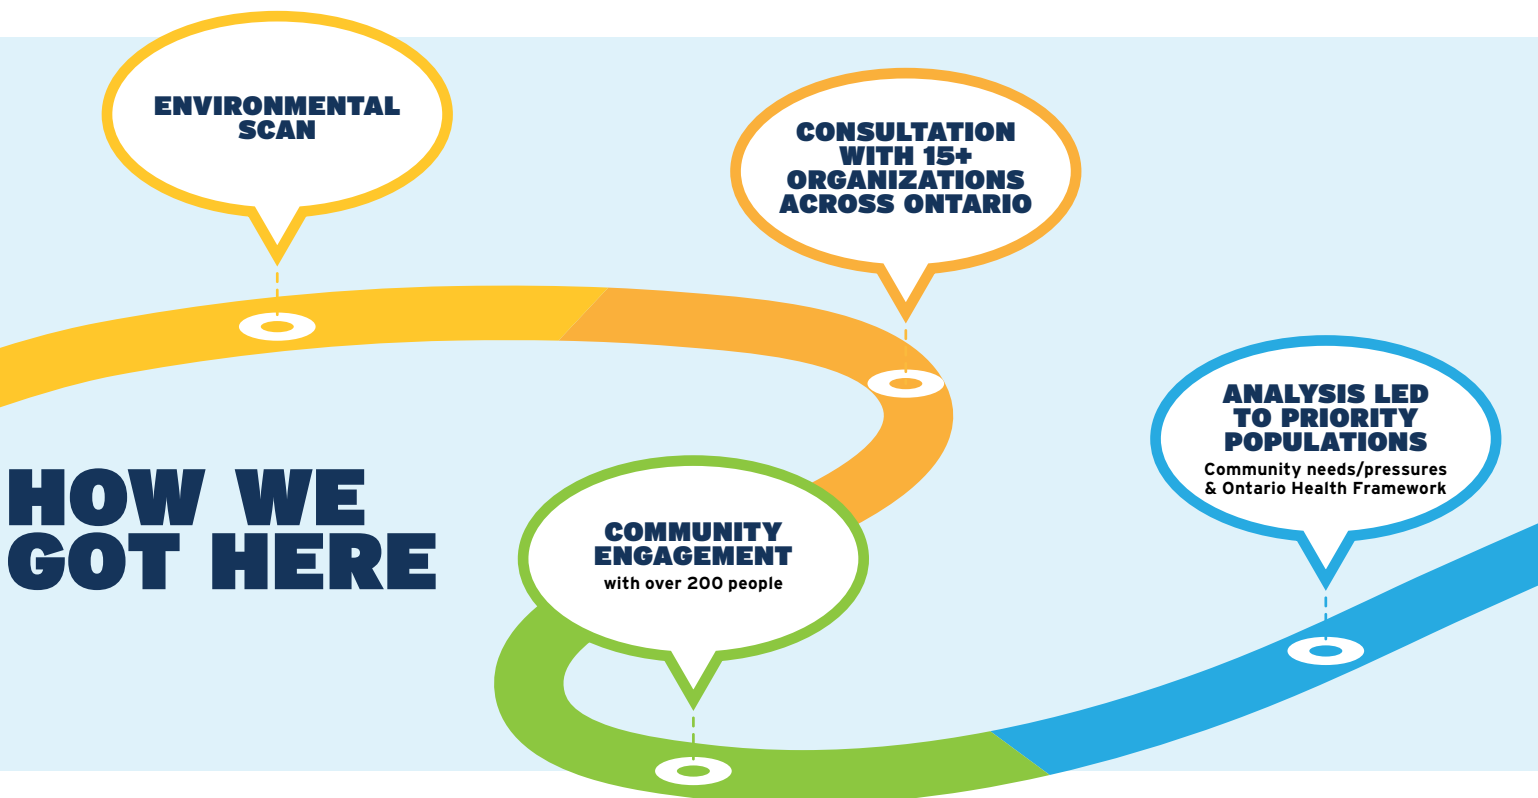 ENVIRONMENTAL
SCAN
CONSULTATION
WITH 15+
ORGANIZATIONS
ACROSS ONTARIO
ANALYSIS LED
TO PRIORITY
POPULATIONS
Community needs/pressures
& Ontario Health Framework
HOW WE
GOT HERE
COMMUNITY
ENGAGEMENT
with over 200 people